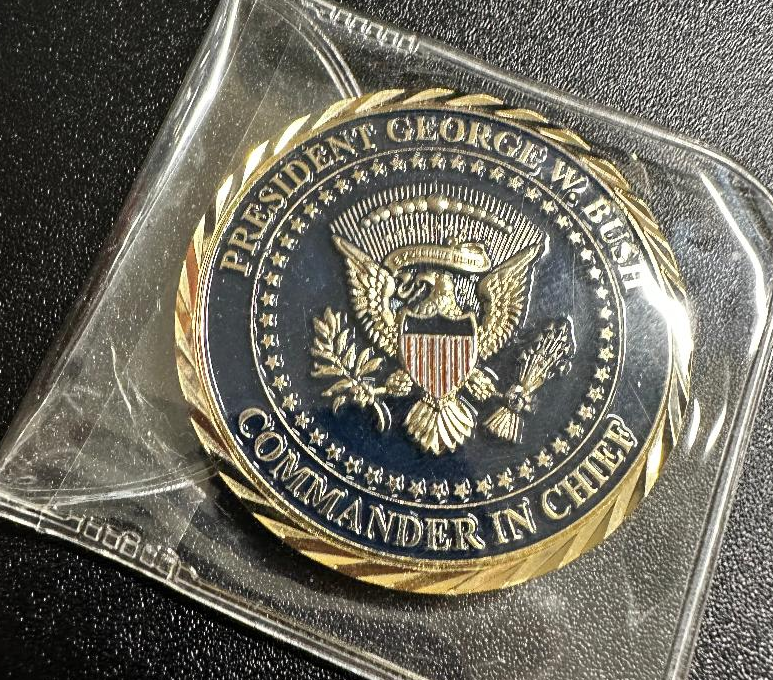 PRESIDENT GEORGE W. BUSH
COMMANDER IN CHIEF